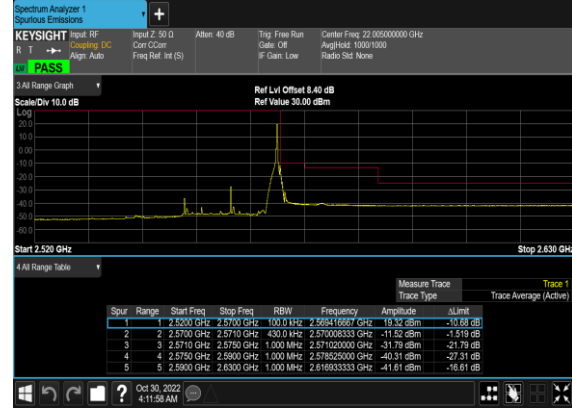 Spectrum Analyzer 1
Spurious Emissions
+
KEYSIGHT Input: RF Input Z: 50 Ω Atten: 40 dB Trig: Free Run Center Freq: 22.005000000 GHz
R T Coupling: DC Corr CCorr Gate: Off Avg|Hold: 1000/1000
Align: Auto Freq Ref: Int (S) IF Gain: Low Radio Std: None
LVI PASS
3 All Range Graph
Ref Lvl Offset 8.40 dB
Scale/Div 10.0 dB Ref Value 30.00 dBm
Log
20.0
10.0
0.00
-10.0
-20.0
-30.0
-40.0
-50.0
-60.0
Start 2.520 GHz Stop 2.630 GHz
4 All Range Table
Measure Trace Trace 1
Trace Type Trace Average (Active)
Spur Range Start Freq Stop Freq RBW Frequency Amplitude ΔLimit
1 1 2.5200 GHz 2.5700 GHz 100.0 kHz 2.569416667 GHz 19.32 dBm -10.68 dB
2 2 2.5700 GHz 2.5710 GHz 430.0 kHz 2.570008333 GHz -11.52 dBm -1.519 dB
3 3 2.5710 GHz 2.5750 GHz 1.000 MHz 2.571020000 GHz -31.79 dBm -21.79 dB
4 4 2.5750 GHz 2.5900 GHz 1.000 MHz 2.578525000 GHz -40.31 dBm -27.31 dB
5 5 2.5900 GHz 2.6300 GHz 1.000 MHz 2.616933333 GHz -41.61 dBm -16.61 dB
? Oct 30, 2022
4:11:58 AM